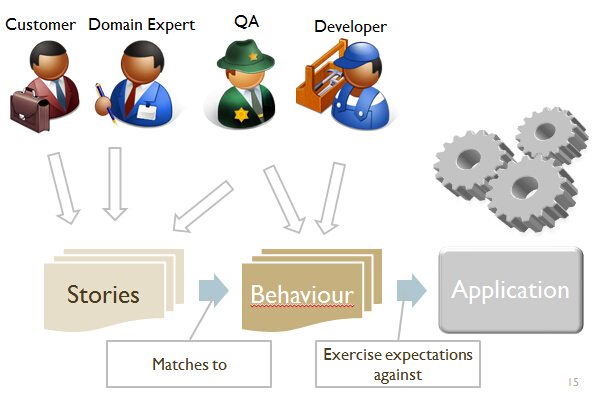 Customer
Domain Expert
QA
Developer
Stories
Behaviour
Application
Matches to
Exercise expectations
against
15